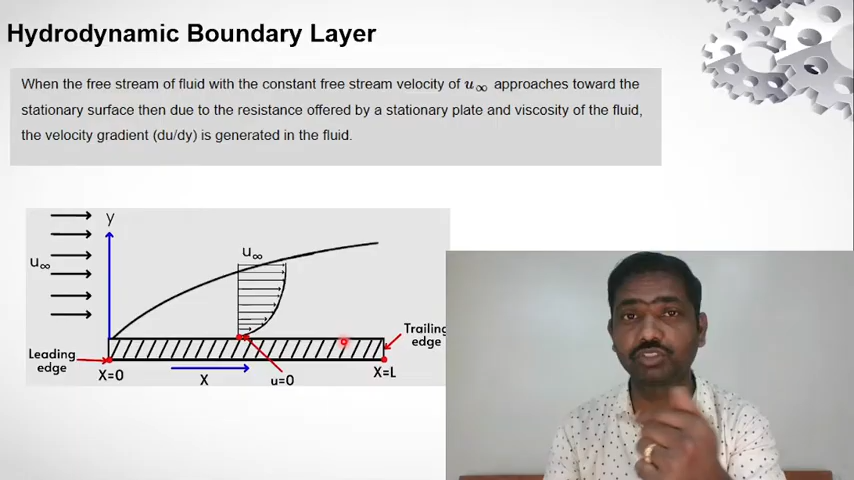 Hydrodynamic Boundary Layer
When the free stream of fluid with the constant free stream velocity of u∞ approaches toward the
stationary surface then due to the resistance offered by a stationary plate and viscosity of the fluid,
the velocity gradient (du/dy) is generated in the fluid.
y
u∞
u∞
Trailing
edge
Leading
edge
X=0
X
u=0
X=L